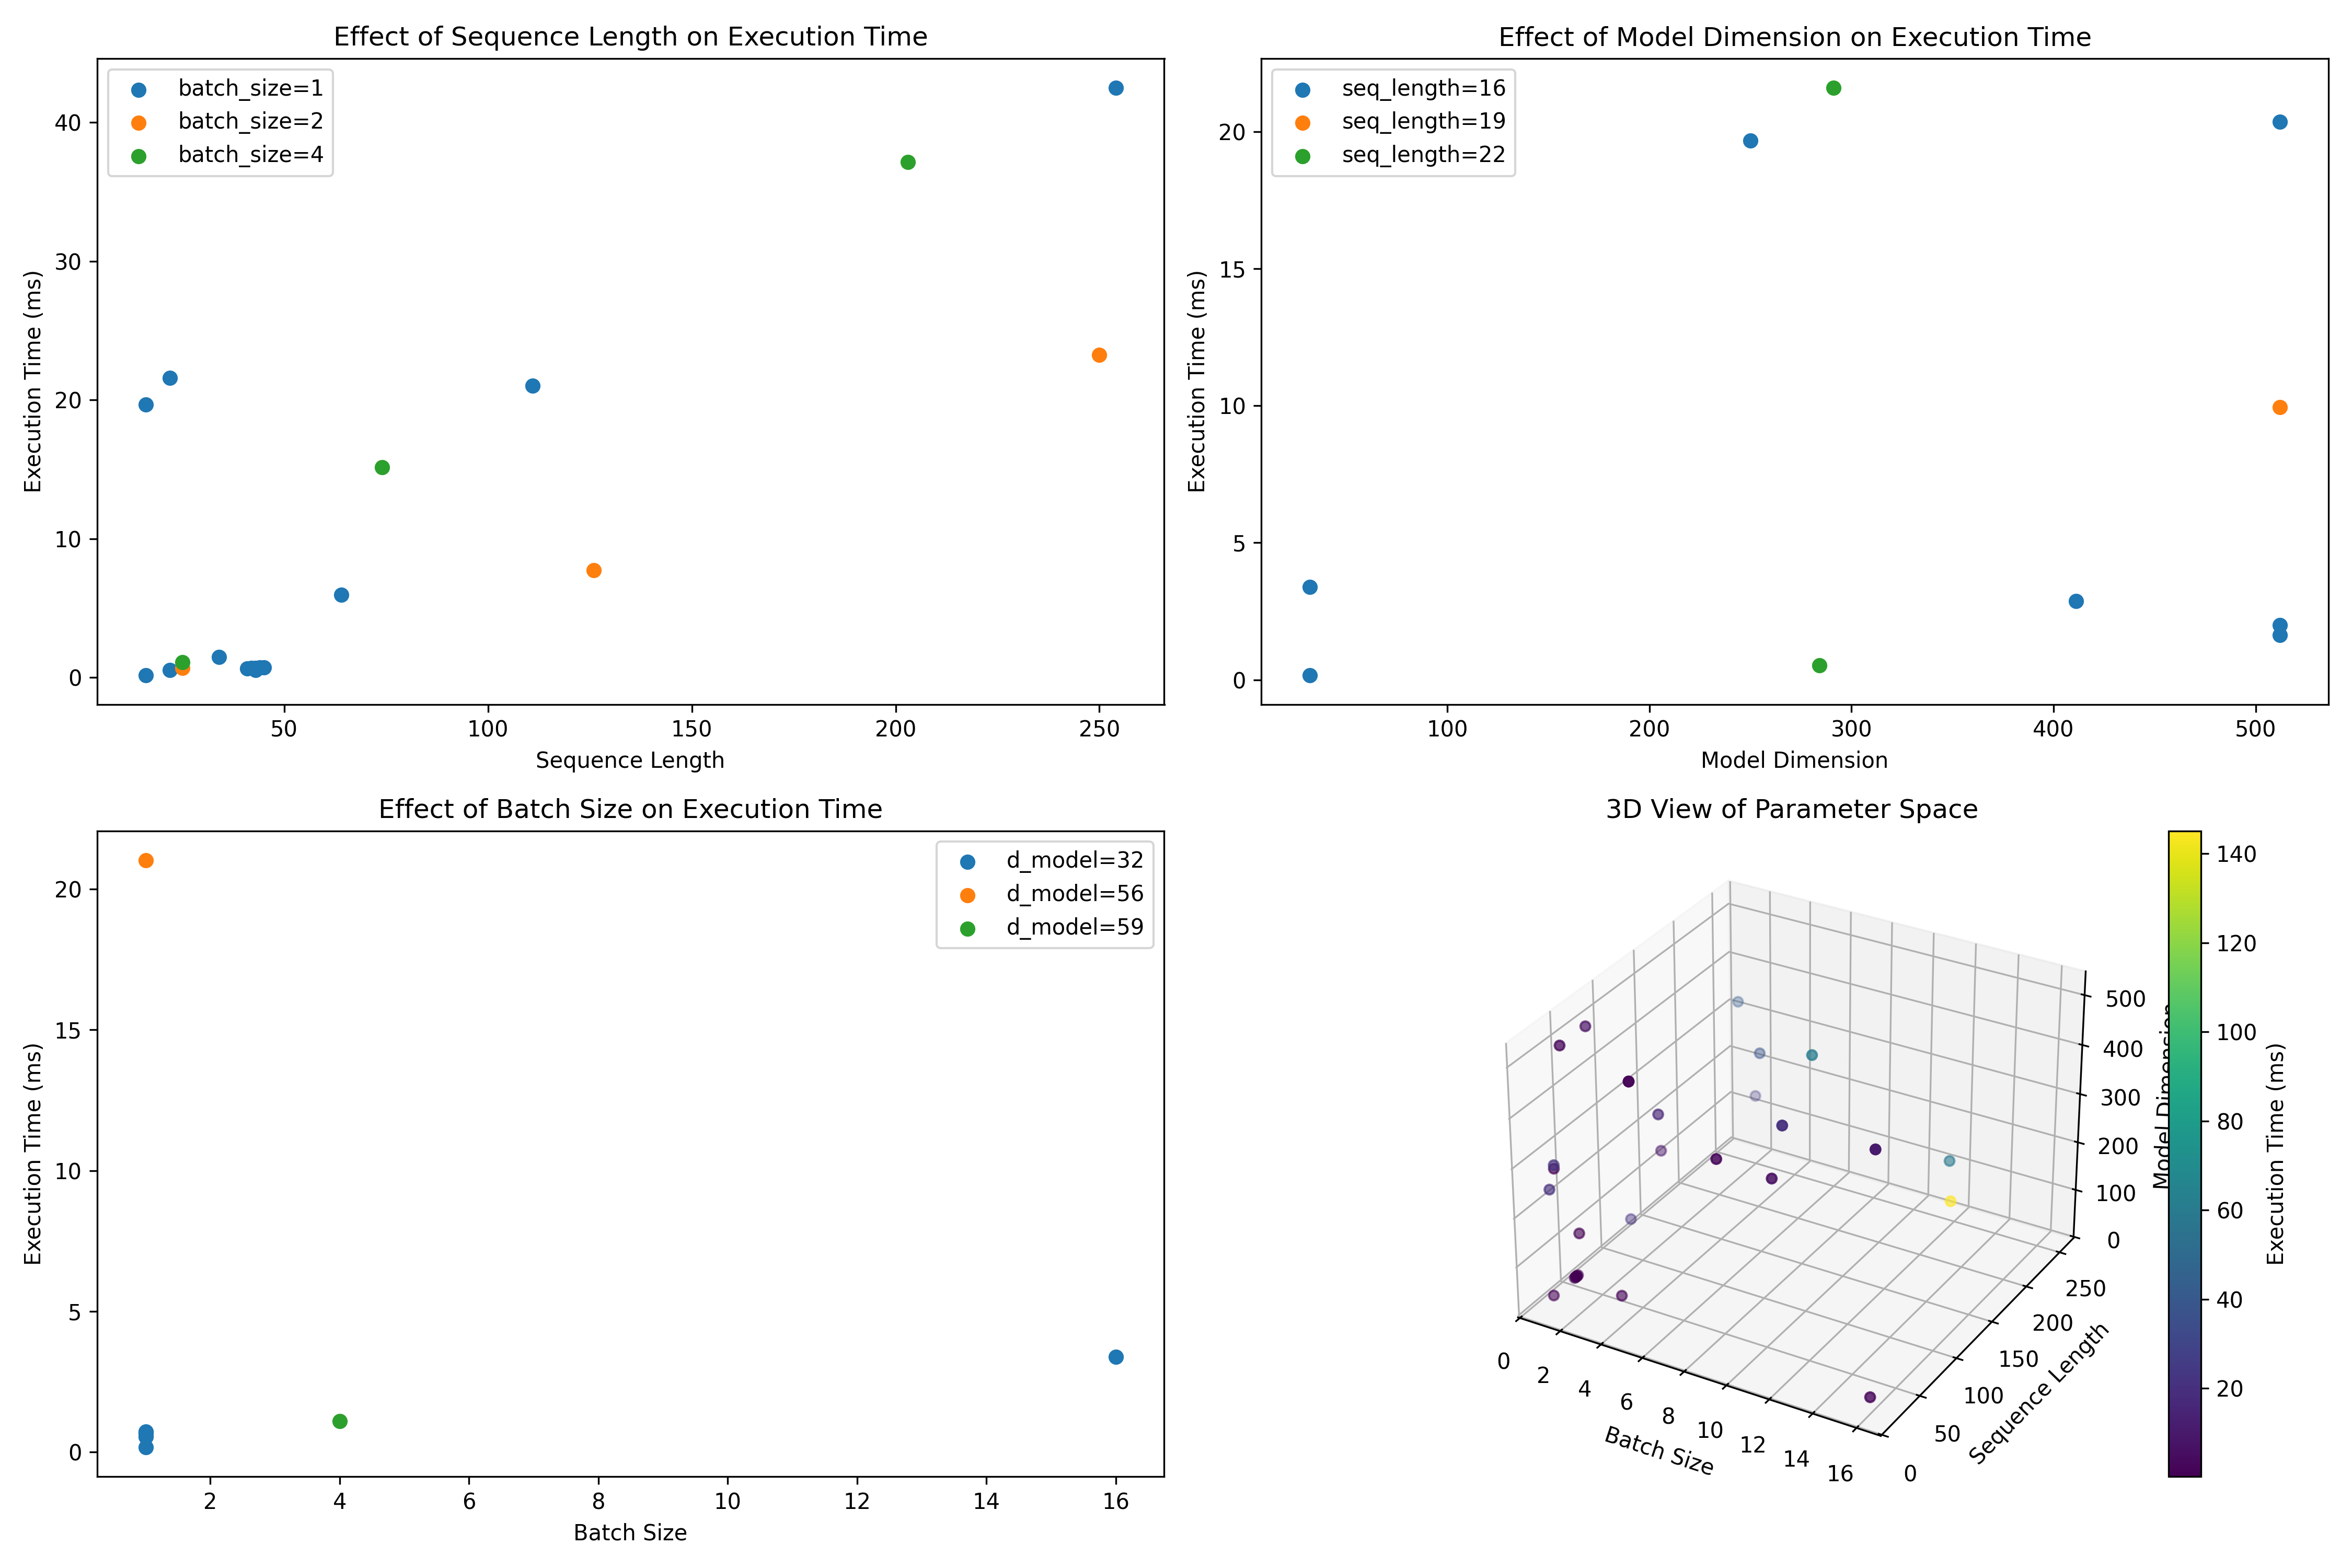 Effect of Sequence Length on Execution Time
batch_size=1
batch_size=2
batch_size=4
40
30
20
10
0
Execution Time (ms)
50 100 150 200 250
Sequence Length
Effect of Model Dimension on Execution Time
seq_length=16
seq_length=19
seq_length=22
20
15
10
5
0
Execution Time (ms)
100 200 300 400 500
Model Dimension
Effect of Batch Size on Execution Time
d_model=32
d_model=56
d_model=59
20
15
10
5
0
Execution Time (ms)
2 4 6 8 10 12 14 16
Batch Size
3D View of Parameter Space
500
400
300
200
100
0
Model Dimension
0 2 4 6 8 10 12 14 16
Batch Size
0 50 100 150 200 250
Sequence Length
140
120
100
80
60
40
20
Execution Time (ms)